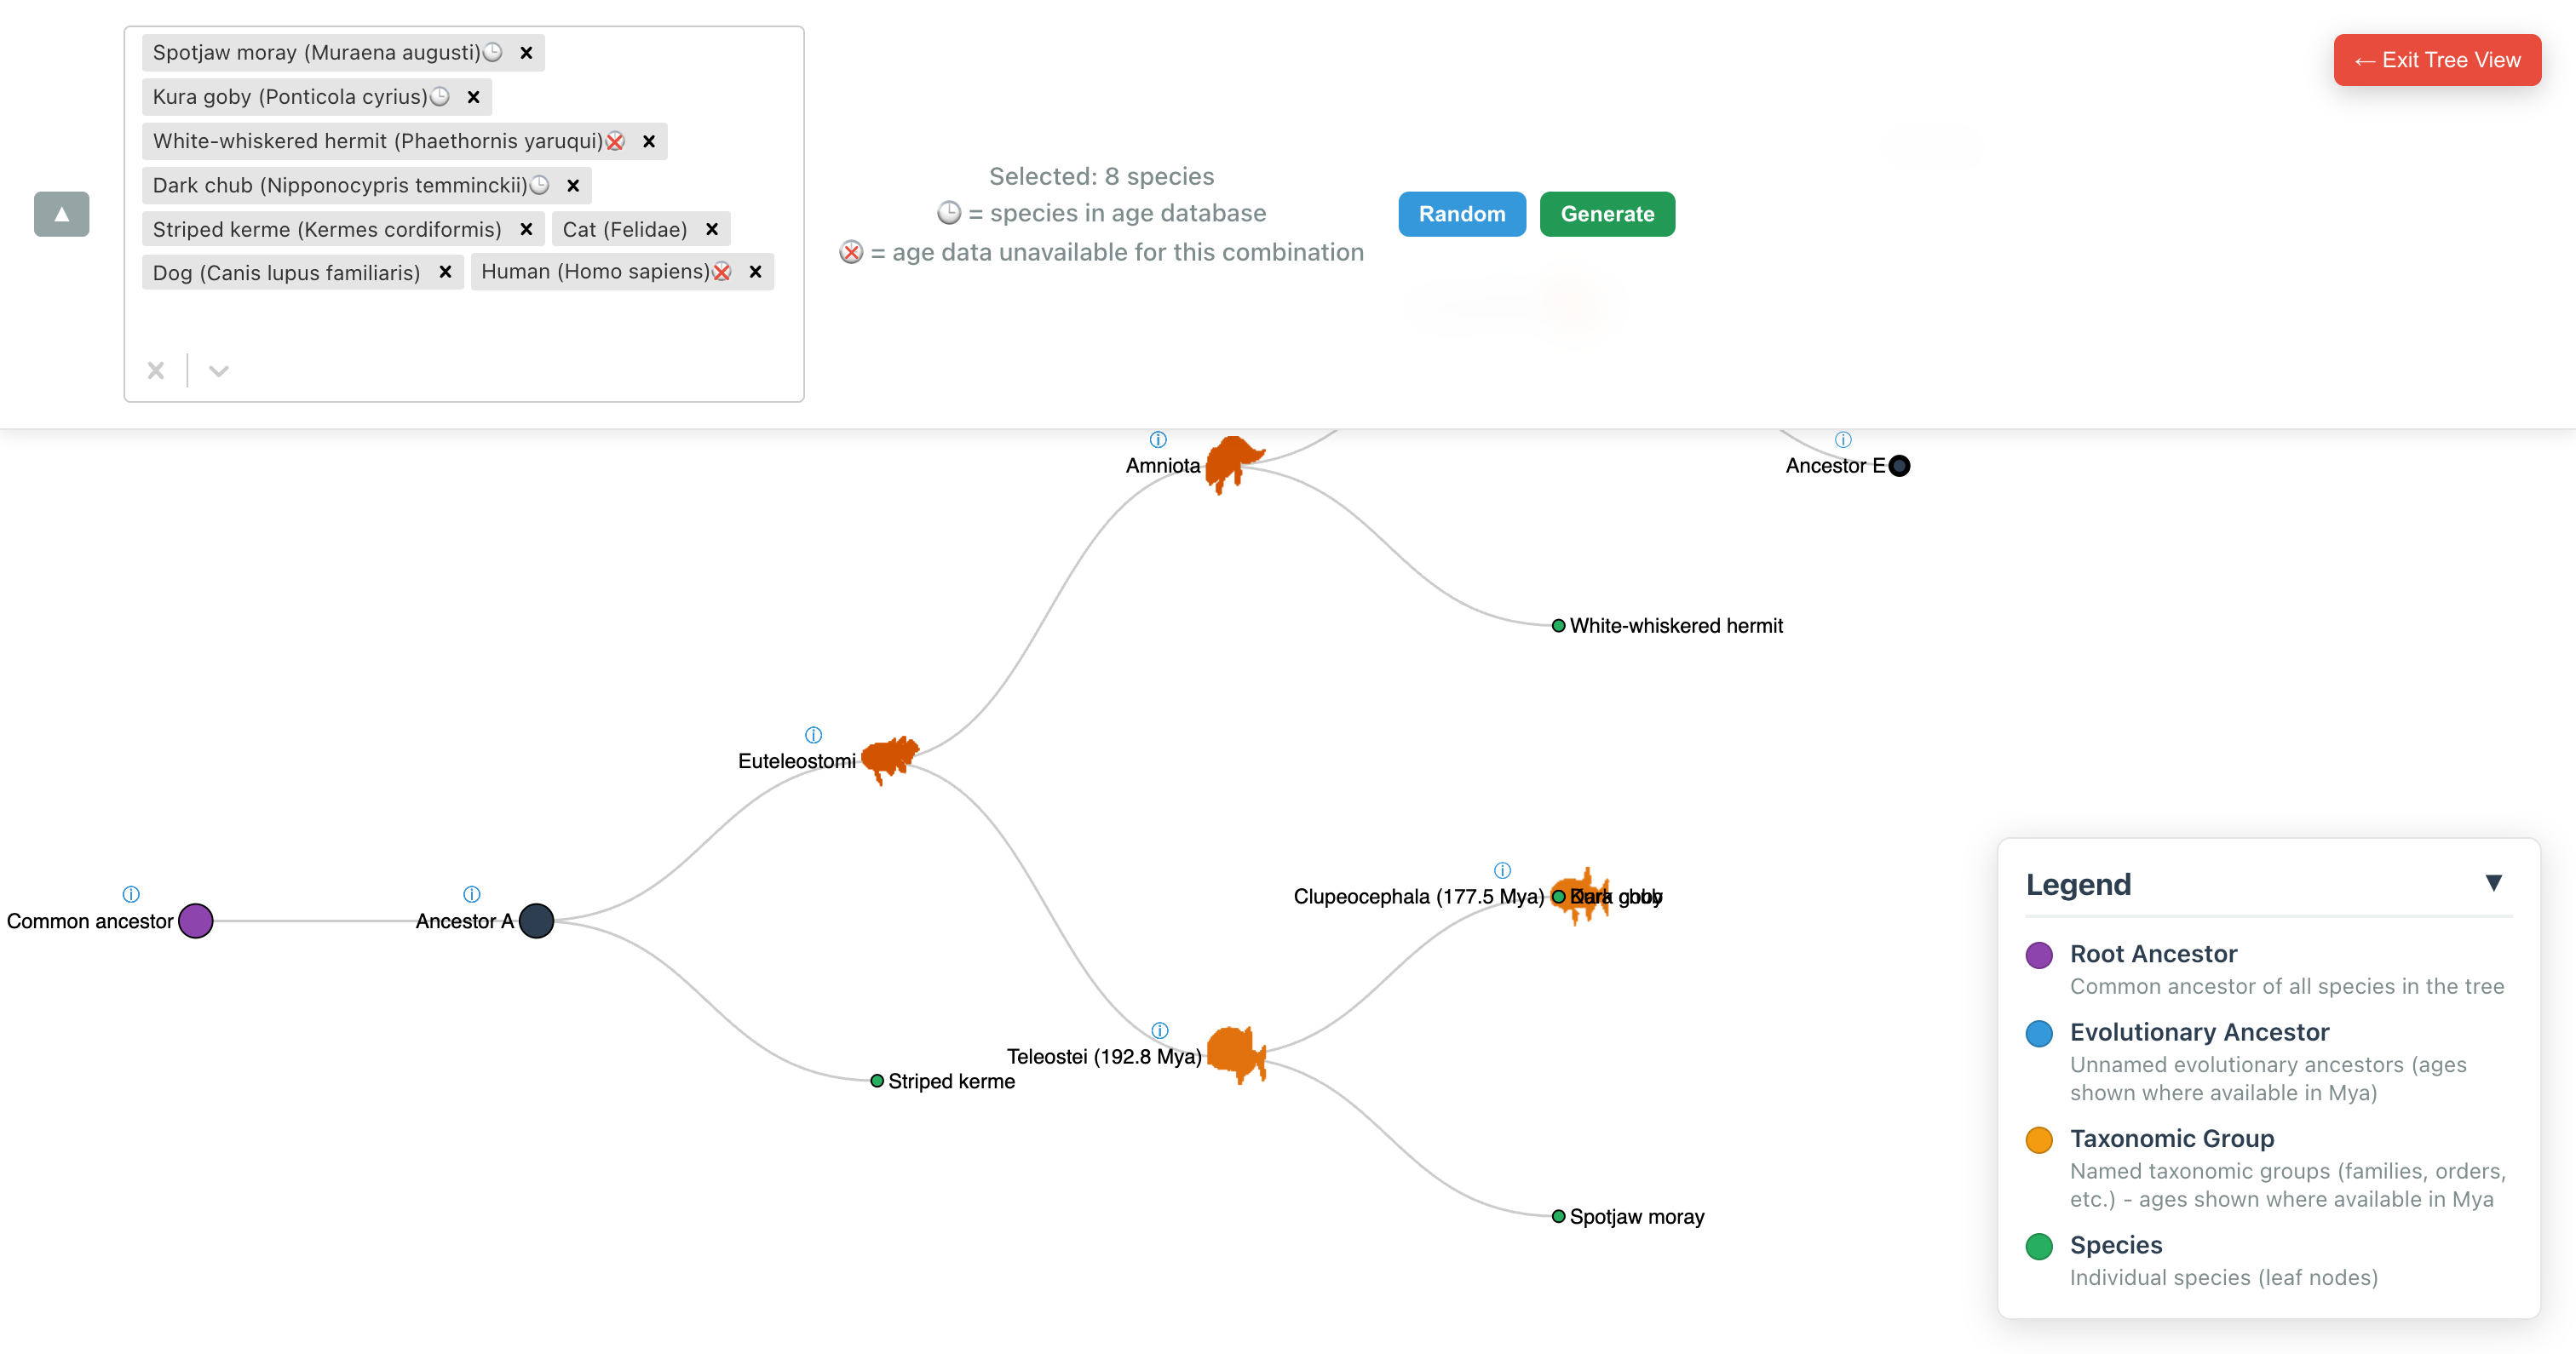 Spotjaw moray (Muraena augusti)
Kura goby (Ponticola cyrius)
White-whiskered hermit (Phaethornis yaruqui)
Dark chub (Nipponocypris temminckii)
Striped kerme (Kermes cordiformis)
Cat (Felidae)
Dog (Canis lupus familiaris)
Human (Homo sapiens)
Selected: 8 species
= species in age database
= age data unavailable for this combination
Random
Generate
← Exit Tree View
Amniota
Ancestor E
White-whiskered hermit
Euteleostomi
Clupeocephala (177.5 Mya)
Common ancestor
Ancestor A
Teleostei (192.8 Mya)
Striped kerme
Spotjaw moray
Legend
Root Ancestor
Common ancestor of all species in the tree
Evolutionary Ancestor
Unnamed evolutionary ancestors (ages
shown where available in Mya)
Taxonomic Group
Named taxonomic groups (families, orders,
etc.) - ages shown where available in Mya
Species
Individual species (leaf nodes)